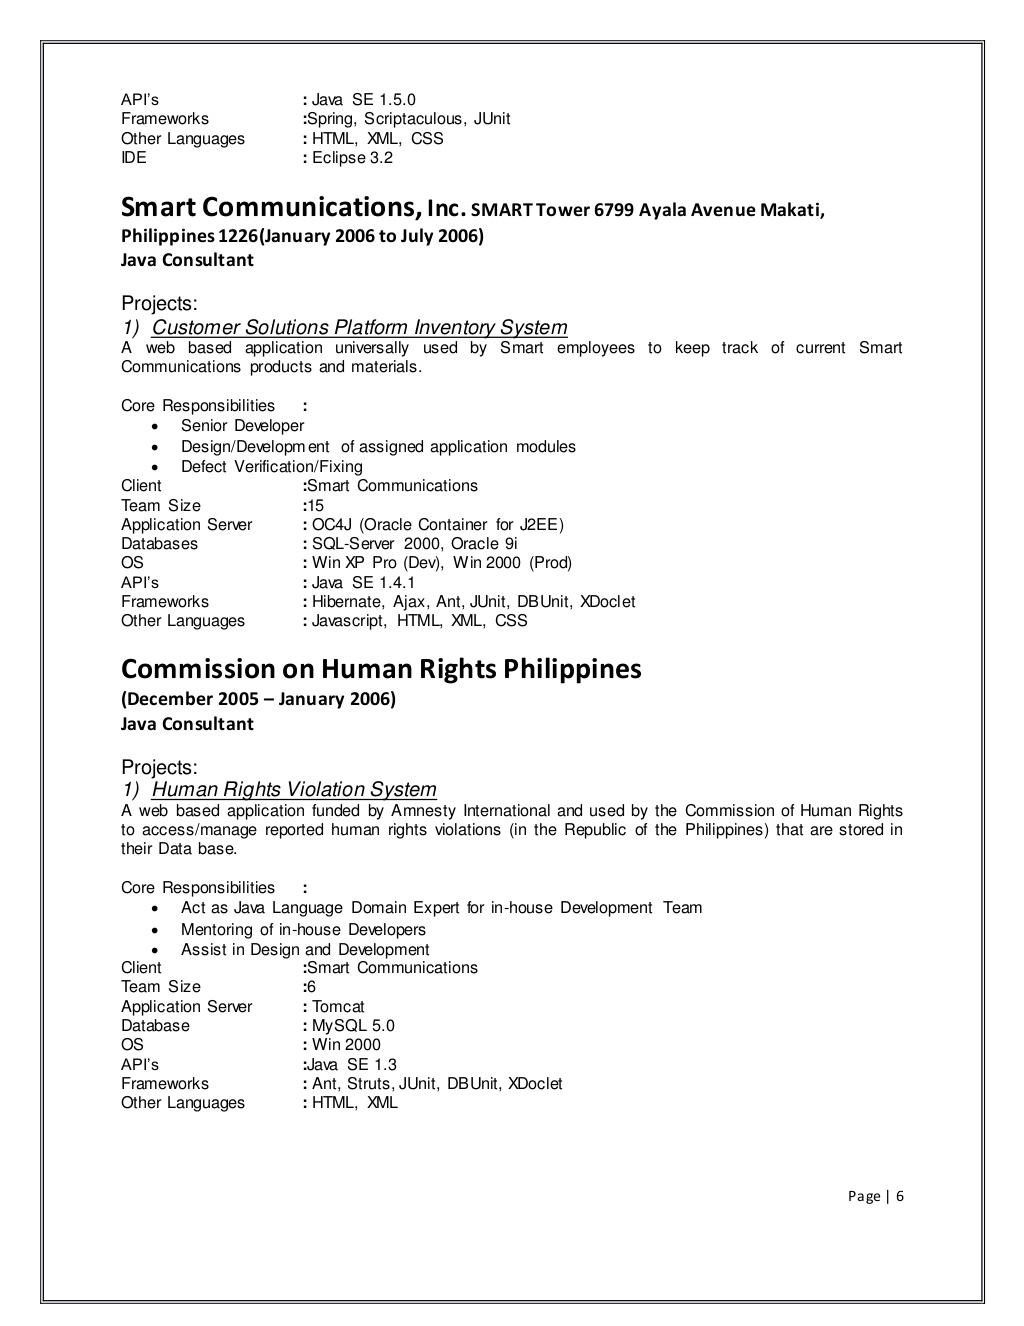 API’s : Java SE 1.5.0
Frameworks :Spring, Scriptaculous, JUnit
Other Languages : HTML, XML, CSS
IDE : Eclipse 3.2
Smart Communications, Inc. SMART Tower 6799 Ayala Avenue Makati,
Philippines 1226(January 2006 to July 2006)
Java Consultant
Projects:
1) Customer Solutions Platform Inventory System
A web based application universally used by Smart employees to keep track of current Smart
Communications products and materials.
Core Responsibilities :
• Senior Developer
• Design/Development of assigned application modules
• Defect Verification/Fixing
Client :Smart Communications
Team Size :15
Application Server : OC4J (Oracle Container for J2EE)
Databases : SQL-Server 2000, Oracle 9i
OS : Win XP Pro (Dev), Win 2000 (Prod)
API’s : Java SE 1.4.1
Frameworks : Hibernate, Ajax, Ant, JUnit, DBUnit, XDoclet
Other Languages : Javascript, HTML, XML, CSS
Commission on Human Rights Philippines
(December 2005 – January 2006)
Java Consultant
Projects:
1) Human Rights Violation System
A web based application funded by Amnesty International and used by the Commission of Human Rights
to access/manage reported human rights violations (in the Republic of the Philippines) that are stored in
their Data base.
Core Responsibilities :
• Act as Java Language Domain Expert for in-house Development Team
• Mentoring of in-house Developers
• Assist in Design and Development
Client :Smart Communications
Team Size :6
Application Server : Tomcat
Database : MySQL 5.0
OS : Win 2000
API’s :Java SE 1.3
Frameworks : Ant, Struts, JUnit, DBUnit, XDoclet
Other Languages : HTML, XML
Page | 6